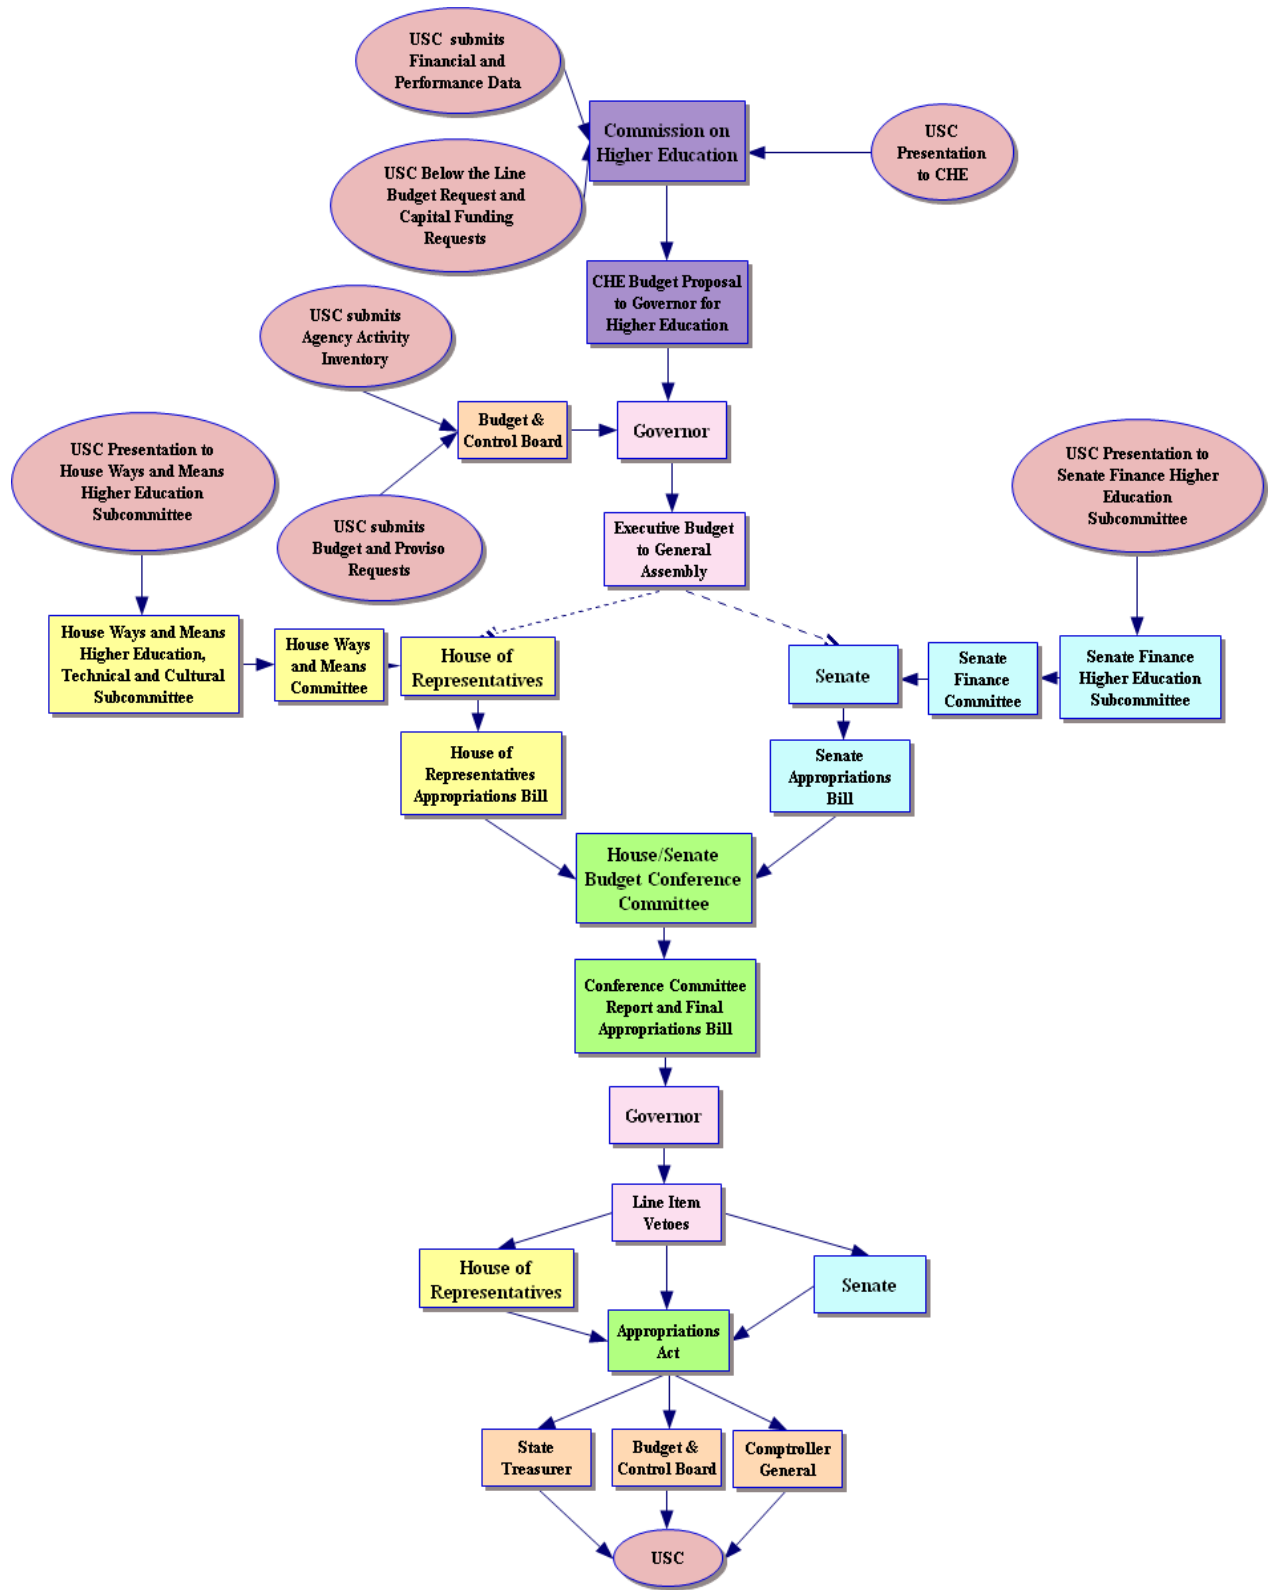 USC submits
Financial and
Performance Data
Commission on
Higher Education
USC
Presentation
to CHE
USC Below the Line
Budget Request and
Capital Funding
Requests
CHE Budget Proposal
to Governor for
Higher Education
USC submits
Agency Activity
Inventory
Budget &
Control Board
Governor
USC Presentation to
House Ways and Means
Higher Education
Subcommittee
USC Presentation to
Senate Finance Higher
Education
Subcommittee
USC submits
Budget and Proviso
Requests
Executive Budget
to General
Assembly
House Ways and Means
Higher Education,
Technical and Cultural
Subcommittee
House Ways
and Means
Committee
House of
Representatives
Senate
Senate
Finance
Committee
Senate Finance
Higher Education
Subcommittee
House of
Representatives
Appropriations Bill
Senate
Appropriations
Bill
House/Senate
Budget Conference
Committee
Conference Committee
Report and Final
Appropriations Bill
Governor
Line Item
Vetoes
House of
Representatives
Senate
Appropriations
Act
State
Treasurer
Budget &
Control Board
Comptroller
General
USC